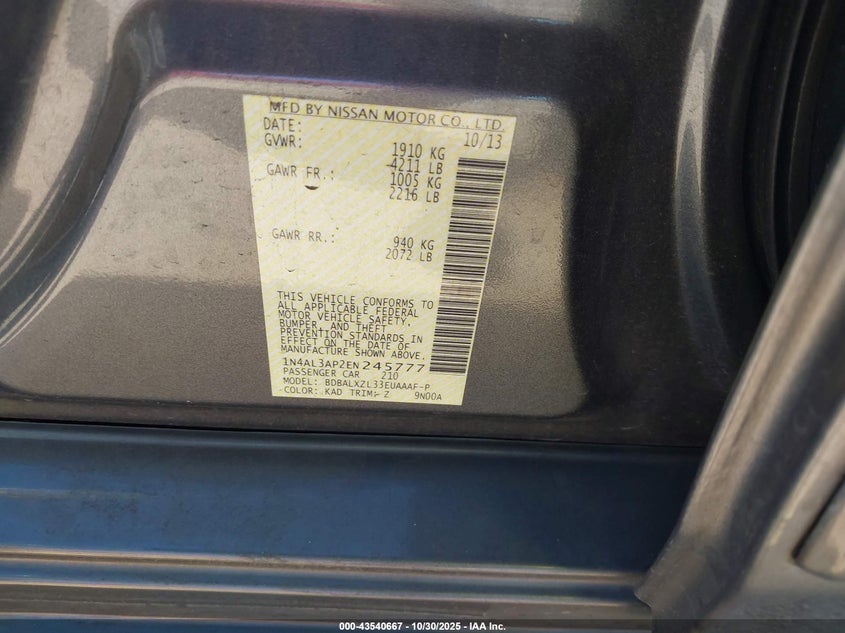 MFD BY NISSAN MOTOR CO., LTD.
DATE: 10/13
GVWR: 1910 KG
4211 LB
GAWR FR.: 1005 KG
2216 LB
GAWR RR.: 940 KG
2072 LB
THIS VEHICLE CONFORMS TO
ALL APPLICABLE FEDERAL
MOTOR VEHICLE SAFETY,
BUMPER, AND THEFT
PREVENTION STANDARDS IN
EFFECT ON THE DATE OF
MANUFACTURE SHOWN ABOVE.
1N4AL3AP2EN245777
PASSENGER CAR 210
MODEL: BDBALXZL33EUAAAF-P
COLOR: KAD TRIM: Z 9N00A
000-43540667 - 10/30/2025 - IAA Inc.